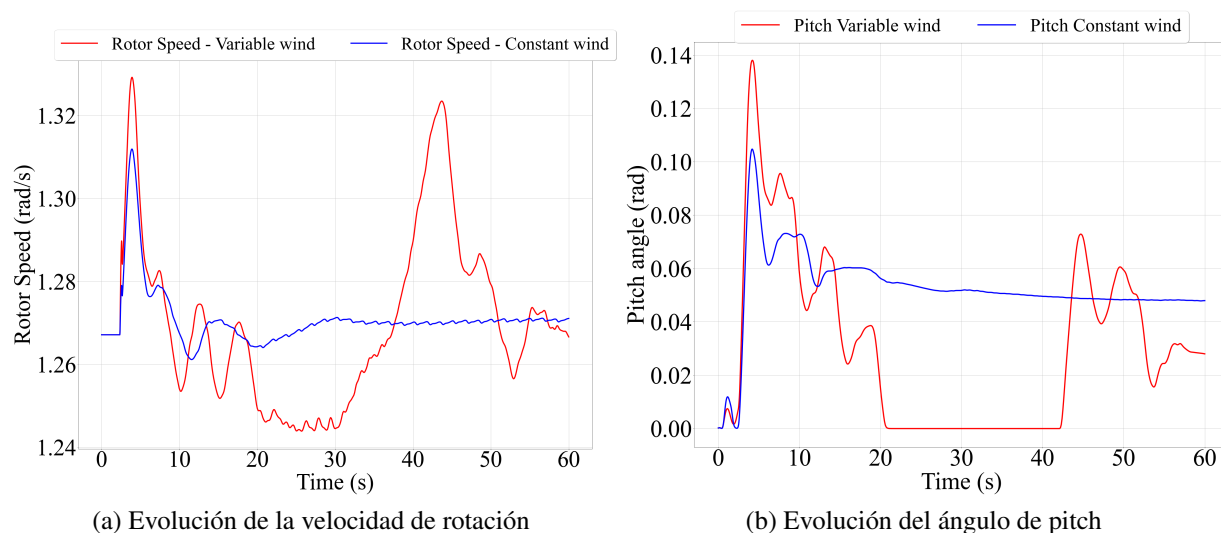 Rotor Speed - Variable wind
Rotor Speed - Constant wind
Rotor Speed (rad/s)
1.32
1.30
1.28
1.26
1.24
0 10 20 30 40 50 60
Time (s)
(a) Evolución de la velocidad de rotación
Pitch Variable wind
Pitch Constant wind
Pitch angle (rad)
0.14
0.12
0.10
0.08
0.06
0.04
0.02
0.00
0 10 20 30 40 50 60
Time (s)
(b) Evolución del ángulo de pitch